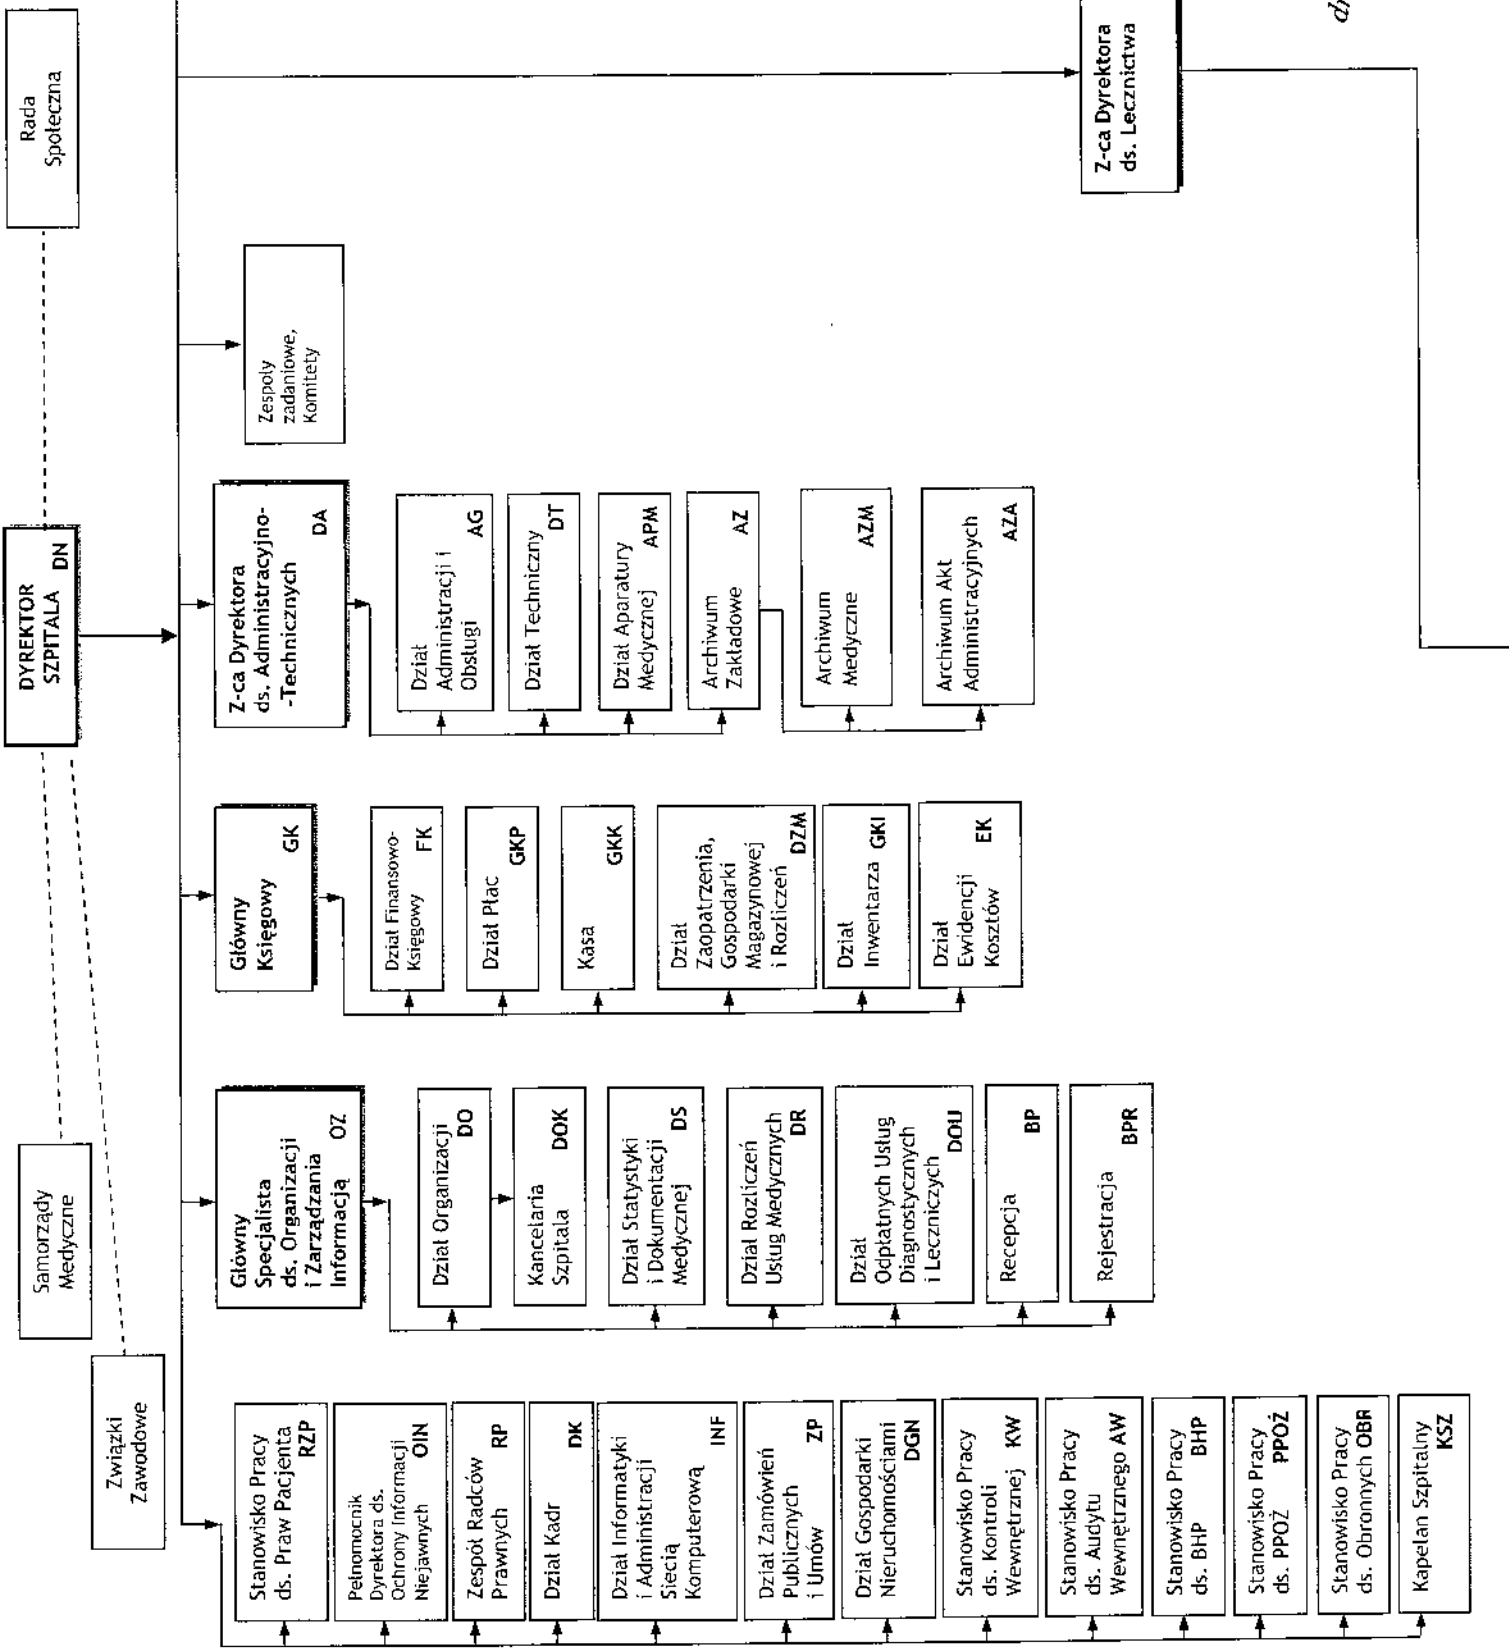 DYREKTOR
SZPITALA DN
Rada
Społeczna
Samorządy
Medyczne
Związki
Zawodowe
Stanowisko Pracy
ds. Praw Pacjenta
RZP
Pełnomocnik
Dyrektora ds.
Ochrony Informacji
Niejawnych OIN
Zespół Radców
Prawnych RP
Dział Kadr DK
Dział Informatyki
i Administracji
Siecią
Komputerową INF
Dział Zamówień
Publicznych
i Umów ZP
Dział Gospodarki
Nieruchomościami
DGN
Stanowisko Pracy
ds. Kontroli
Wewnętrznej KW
Stanowisko Pracy
ds. Audytu
Wewnętrznego AW
Stanowisko Pracy
ds. BHP BHP
Stanowisko Pracy
ds. PPOŻ PPOŻ
Stanowisko Pracy
ds. Obronnych OBR
Kapelan Szpitalny
KSZ
Główny
Specjalista
ds. Organizacji
i Zarządzania
Informacją OZ
Dział Organizacji
DO
Kancelaria
Szpitala DOK
Dział Statystyki
i Dokumentacji
Medycznej DS
Dział Rozliczeń
Usług Medycznych
DR
Dział
Odpłatnych Usług
Diagnostycznych
i Leczniczych
DOU
Recepcja
BP
Rejestracja
BPR
Główny
Księgowy GK
Dział Finansowo-
Księgowy FK
Dział Płac
GKP
Kasa
GKK
Dział
Zaopatrzenia,
Gospodarki
Magazynowej
i Rozliczeń DZM
Dział
Inwentarza GKI
Dział
Ewidencji
Kosztów EK
Z-ca Dyrektora
ds. Administracyjno-
-Technicznych
DA
Dział
Administracji i
Obsługi AG
Dział Techniczny
DT
Dział Aparatury
Medycznej APM
Archiwum
Zakładowe AZ
Archiwum
Medyczne AZM
Archiwum Akt
Administracyjnych
AZA
Zespoły
zadaniowe,
Komitety
Z-ca Dyrektora
ds. Lecznictwa